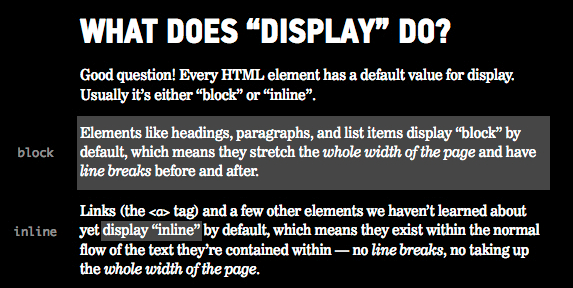 WHAT DOES “DISPLAY” DO?
Good question! Every HTML element has a default value for display.
Usually it’s either “block” or “inline”.
block
Elements like headings, paragraphs, and list items display “block” by
default, which means they stretch the whole width of the page and have
line breaks before and after.
inline
Links (the <a> tag) and a few other elements we haven’t learned about
yet display “inline” by default, which means they exist within the normal
flow of the text they’re contained within — no line breaks, no taking up
the whole width of the page.